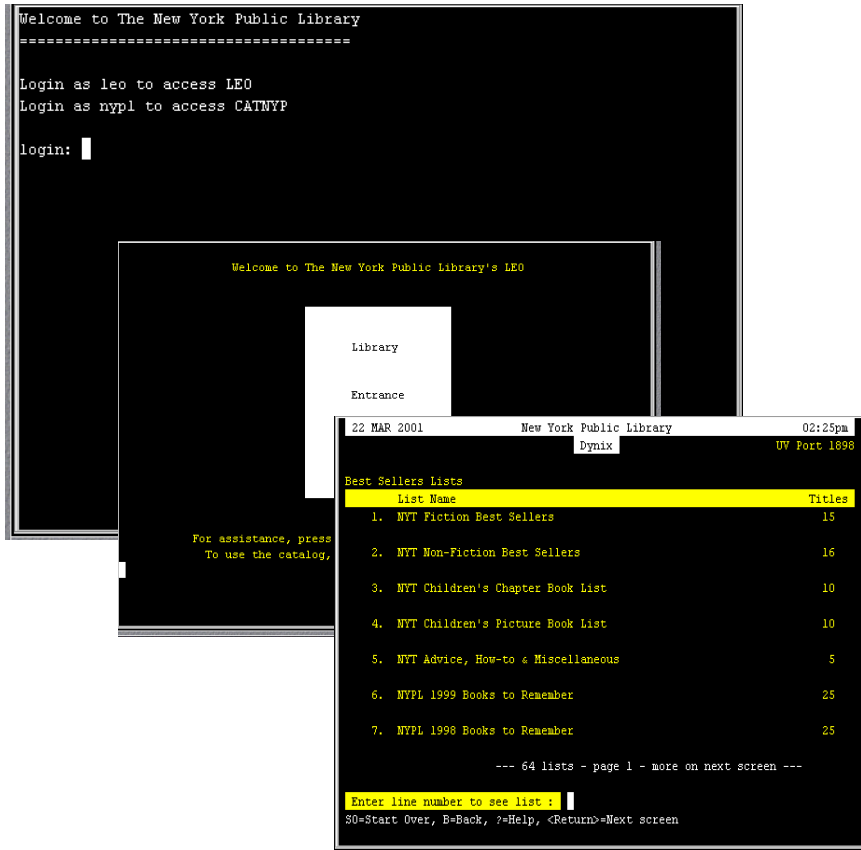 Welcome to The New York Public Library
=====================================
Login as leo to access LEO
Login as nypl to access CATNYP
login:
Welcome to The New York Public Library's LEO
Library
Entrance
For assistance, press
To use the catalog,
22 MAR 2001 New York Public Library 02:25pm
Dynix UV Port 1898
Best Sellers Lists
List Name Titles
1. NYT Fiction Best Sellers 15
2. NYT Non-Fiction Best Sellers 16
3. NYT Children's Chapter Book List 10
4. NYT Children's Picture Book List 10
5. NYT Advice, How-to & Miscellaneous 5
6. NYPL 1999 Books to Remember 25
7. NYPL 1998 Books to Remember 25
--- 64 lists - page 1 - more on next screen ---
Enter line number to see list :
SO=Start Over, B=Back, ?=Help, <Return>=Next screen